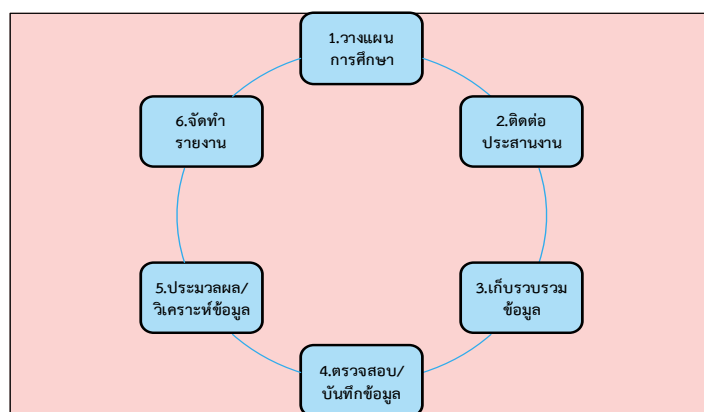 1.วางแผน
การศึกษา
2.ติดต่อ
ประสานงาน
3.เก็บรวบรวม
ข้อมูล
4.ตรวจสอบ/
บันทึกข้อมูล
5.ประมวลผล/
วิเคราะห์ข้อมูล
6.จัดทำ
รายงาน